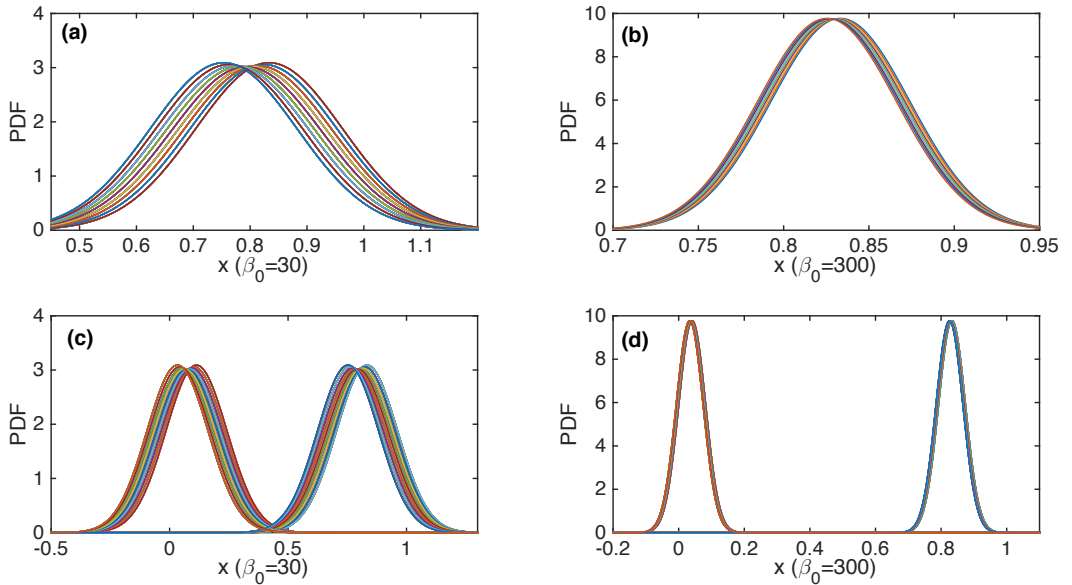 (a)
PDF
4
3
2
1
0
0.5 0.6 0.7 0.8 0.9 1 1.1
x (β₀=30)
(b)
PDF
10
8
6
4
2
0
0.7 0.75 0.8 0.85 0.9 0.95
x (β₀=300)
(c)
PDF
4
3
2
1
0
-0.5 0 0.5 1
x (β₀=30)
(d)
PDF
10
8
6
4
2
0
-0.2 0 0.2 0.4 0.6 0.8 1
x (β₀=300)